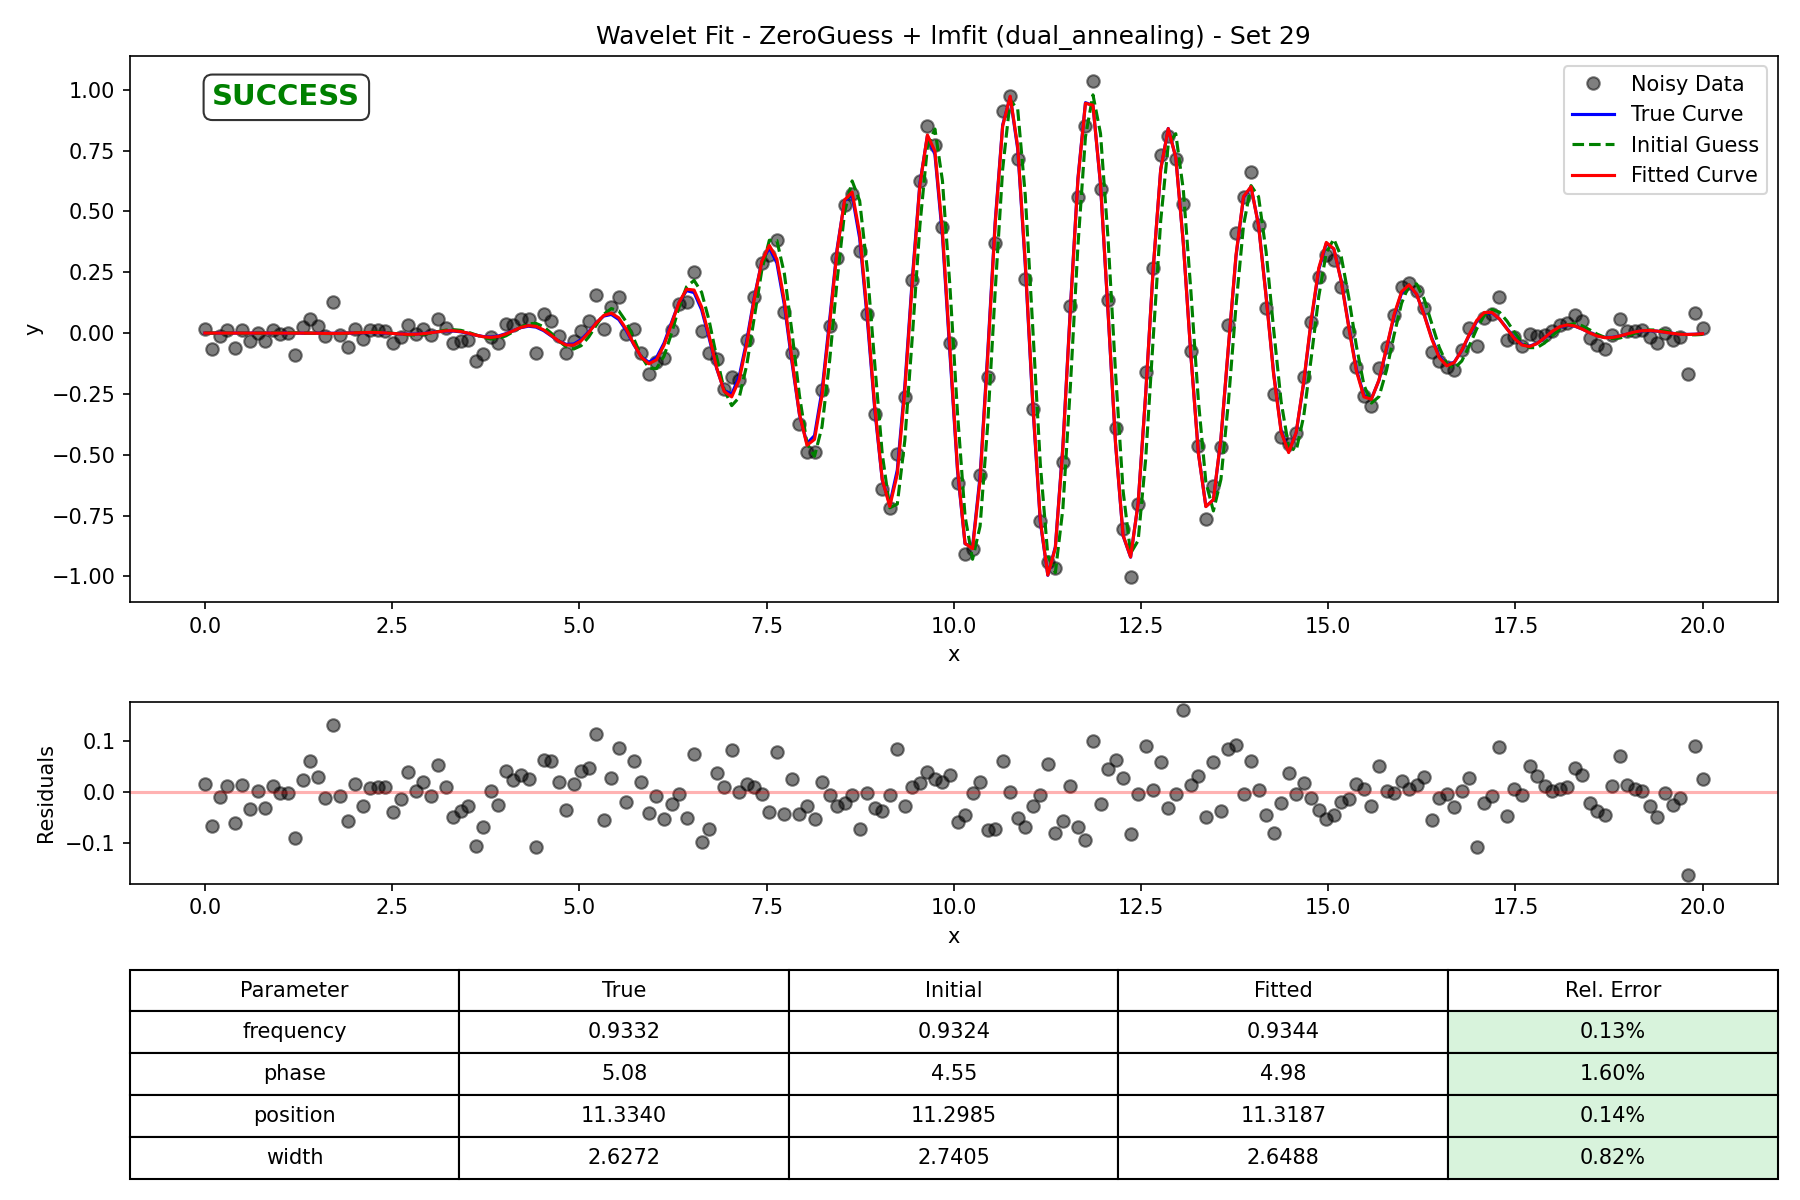 Wavelet Fit - ZeroGuess + lmfit (dual_annealing) - Set 29
SUCCESS
Noisy Data
True Curve
Initial Guess
Fitted Curve
y
1.00
0.75
0.50
0.25
0.00
−0.25
−0.50
−0.75
−1.00
0.0 2.5 5.0 7.5 10.0 12.5 15.0 17.5 20.0
x
Residuals
0.1
0.0
−0.1
0.0 2.5 5.0 7.5 10.0 12.5 15.0 17.5 20.0
x
Parameter True Initial Fitted Rel. Error
frequency 0.9332 0.9324 0.9344 0.13%
phase 5.08 4.55 4.98 1.60%
position 11.3340 11.2985 11.3187 0.14%
width 2.6272 2.7405 2.6488 0.82%